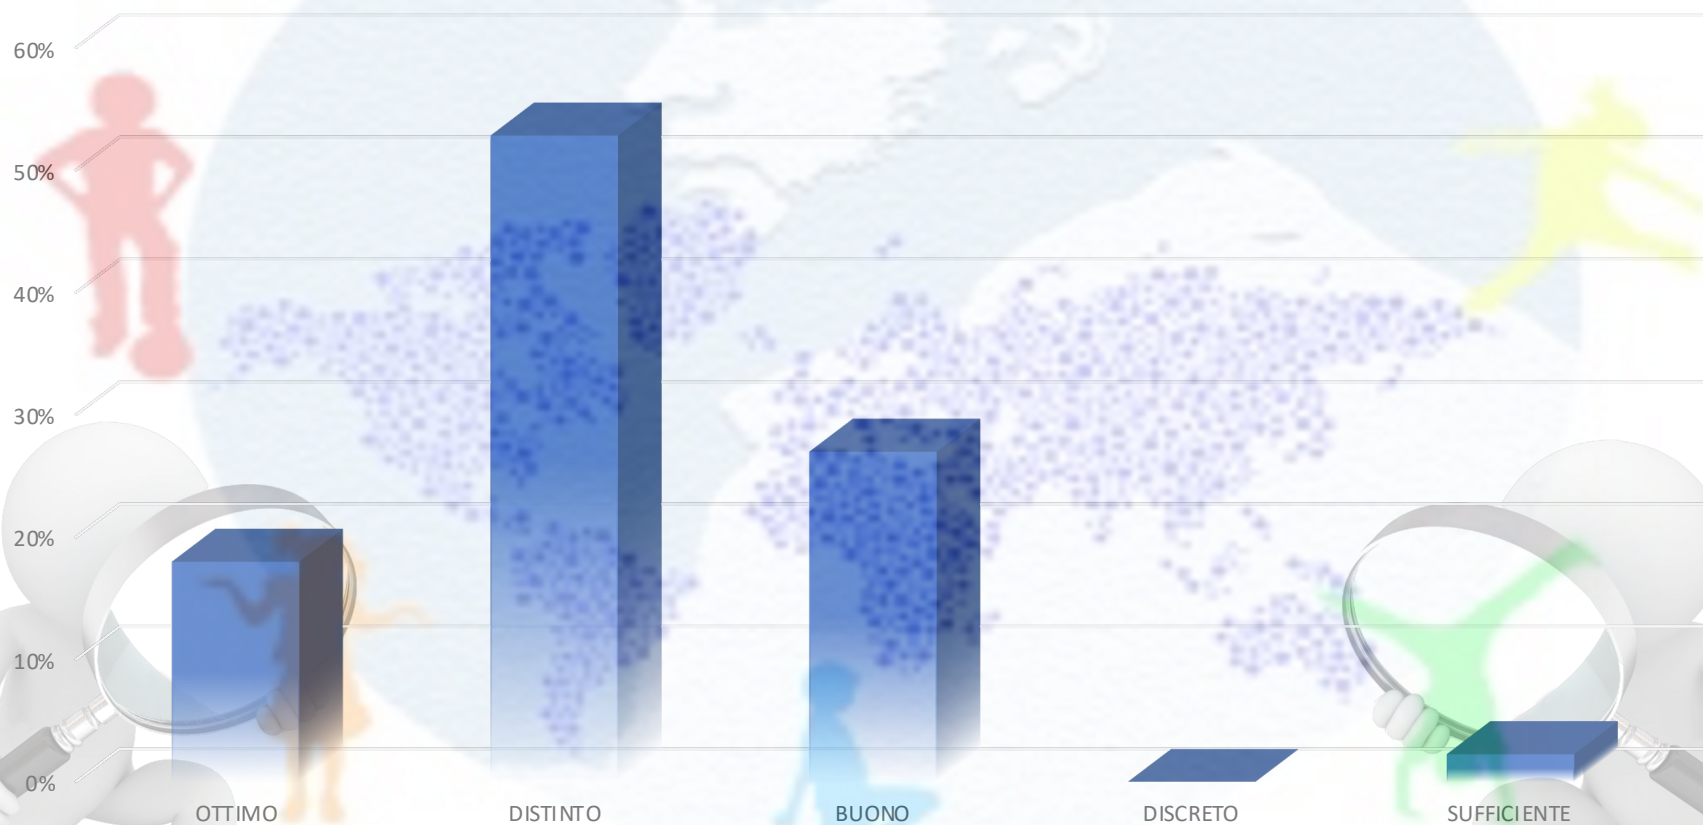 60%
50%
40%
30%
20%
10%
0%
OTTIMO
DISTINTO
BUONO
DISCRETO
SUFFICIENTE